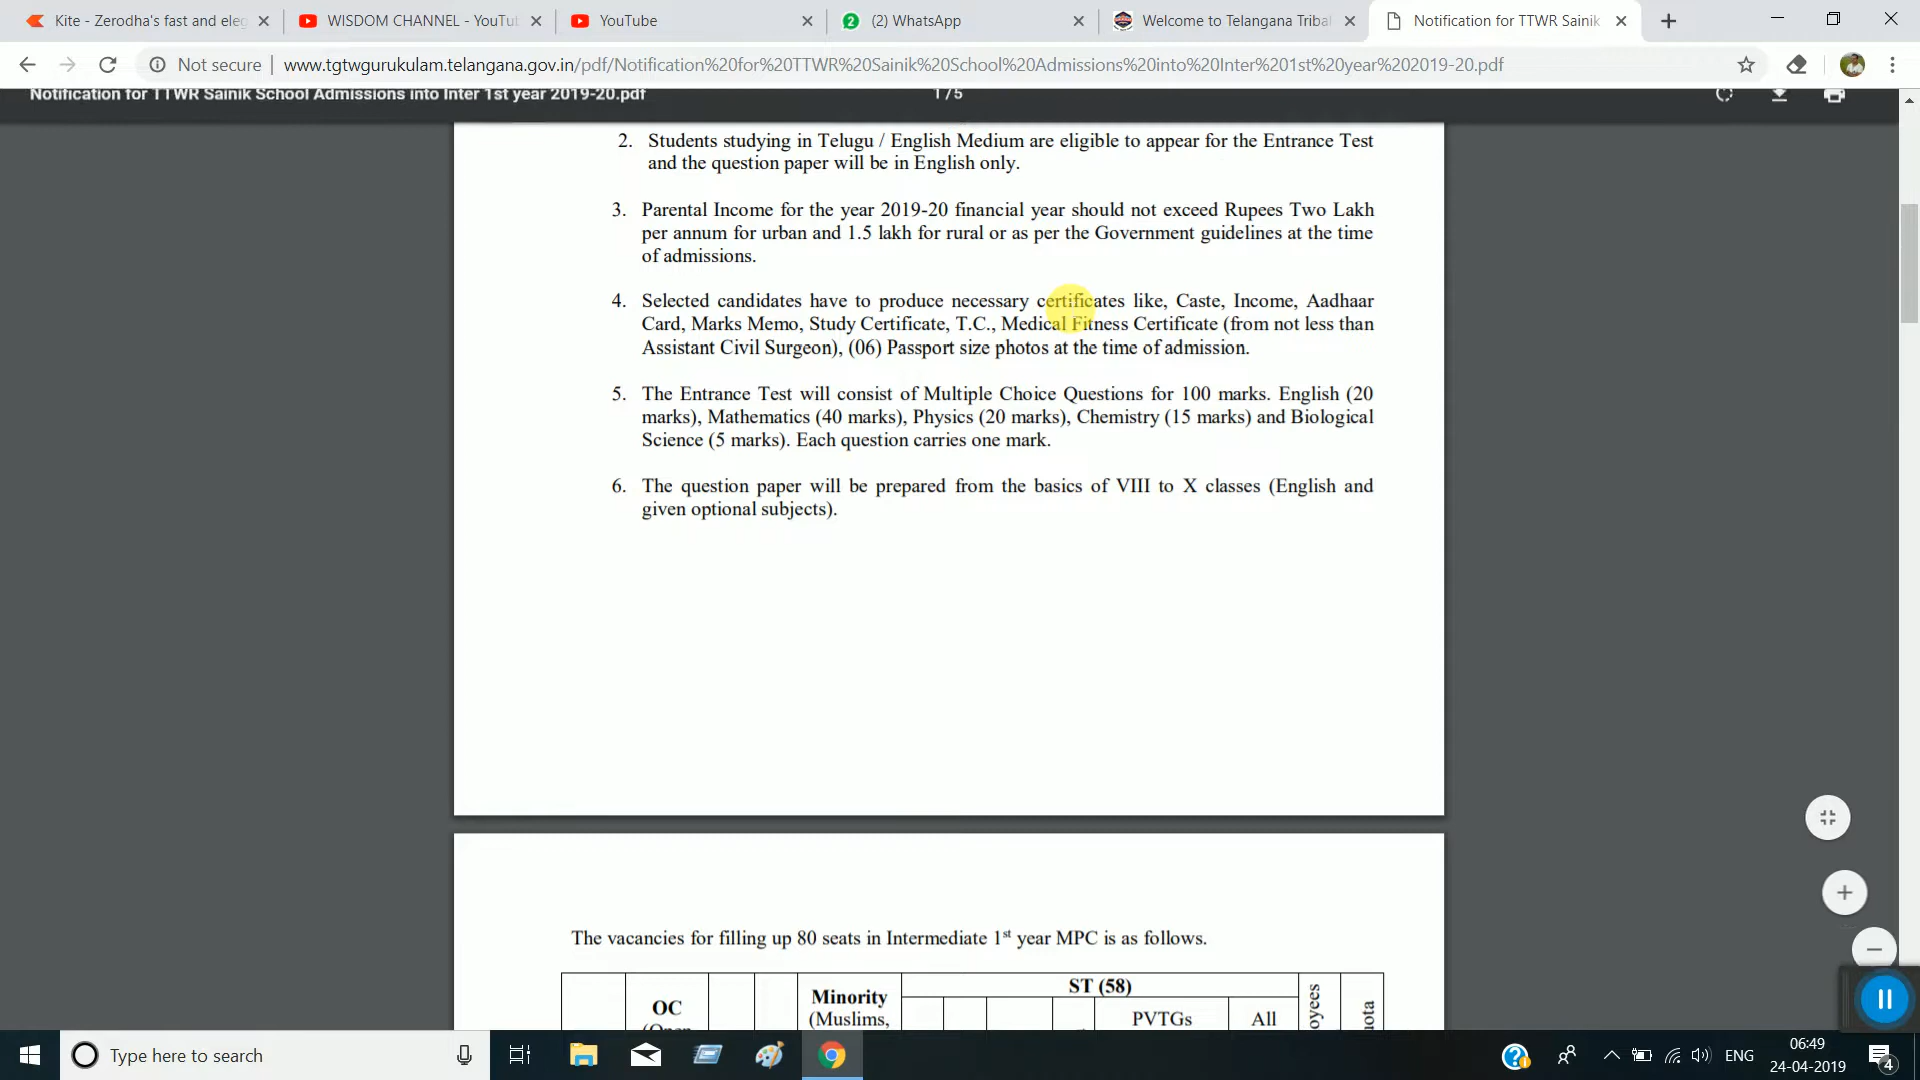 Kite - Zerodha's fast and eleg
WISDOM CHANNEL - YouTu
YouTube
2
(2) WhatsApp
Welcome to Telangana Tribal
Notification for TTWR Sainik
Not secure
www.tgtwgurukulam.telangana.gov.in/pdf/Notification%20for%20TTWR%20Sainik%20School%20Admissions%20into%20Inter%201st%20year%202019-20.pdf
Notification for TTWR Sainik School Admissions into Inter 1st year 2019-20.pdf
1 / 5
2. Students studying in Telugu / English Medium are eligible to appear for the Entrance Test
and the question paper will be in English only.
3. Parental Income for the year 2019-20 financial year should not exceed Rupees Two Lakh
per annum for urban and 1.5 lakh for rural or as per the Government guidelines at the time
of admissions.
4. Selected candidates have to produce necessary certificates like, Caste, Income, Aadhaar
Card, Marks Memo, Study Certificate, T.C., Medical Fitness Certificate (from not less than
Assistant Civil Surgeon), (06) Passport size photos at the time of admission.
5. The Entrance Test will consist of Multiple Choice Questions for 100 marks. English (20
marks), Mathematics (40 marks), Physics (20 marks), Chemistry (15 marks) and Biological
Science (5 marks). Each question carries one mark.
6. The question paper will be prepared from the basics of VIII to X classes (English and
given optional subjects).
The vacancies for filling up 80 seats in Intermediate 1st year MPC is as follows.
ST (58)
OC
Minority
(Muslims,
PVTGs
All
oyees
ota
Type here to search
ENG
06:49
24-04-2019
4